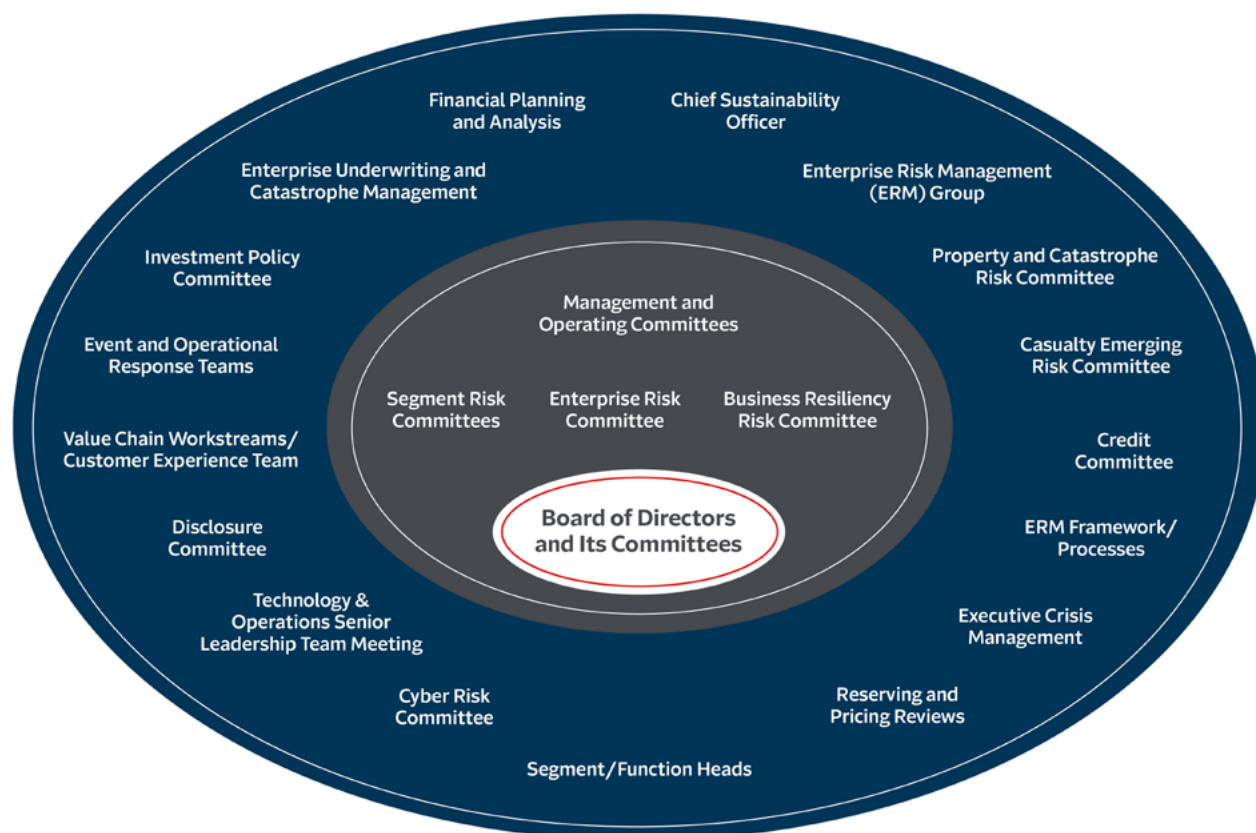 Financial Planning
and Analysis
Chief Sustainability
Officer
Enterprise Underwriting and
Catastrophe Management
Enterprise Risk Management
(ERM) Group
Investment Policy
Committee
Property and Catastrophe
Risk Committee
Management and
Operating Committees
Event and Operational
Response Teams
Casualty Emerging
Risk Committee
Segment Risk
Committees
Enterprise Risk
Committee
Business Resiliency
Risk Committee
Value Chain Workstreams/
Customer Experience Team
Credit
Committee
Disclosure
Committee
Board of Directors
and Its Committees
ERM Framework/
Processes
Technology &
Operations Senior
Leadership Team Meeting
Executive Crisis
Management
Cyber Risk
Committee
Reserving and
Pricing Reviews
Segment/Function Heads